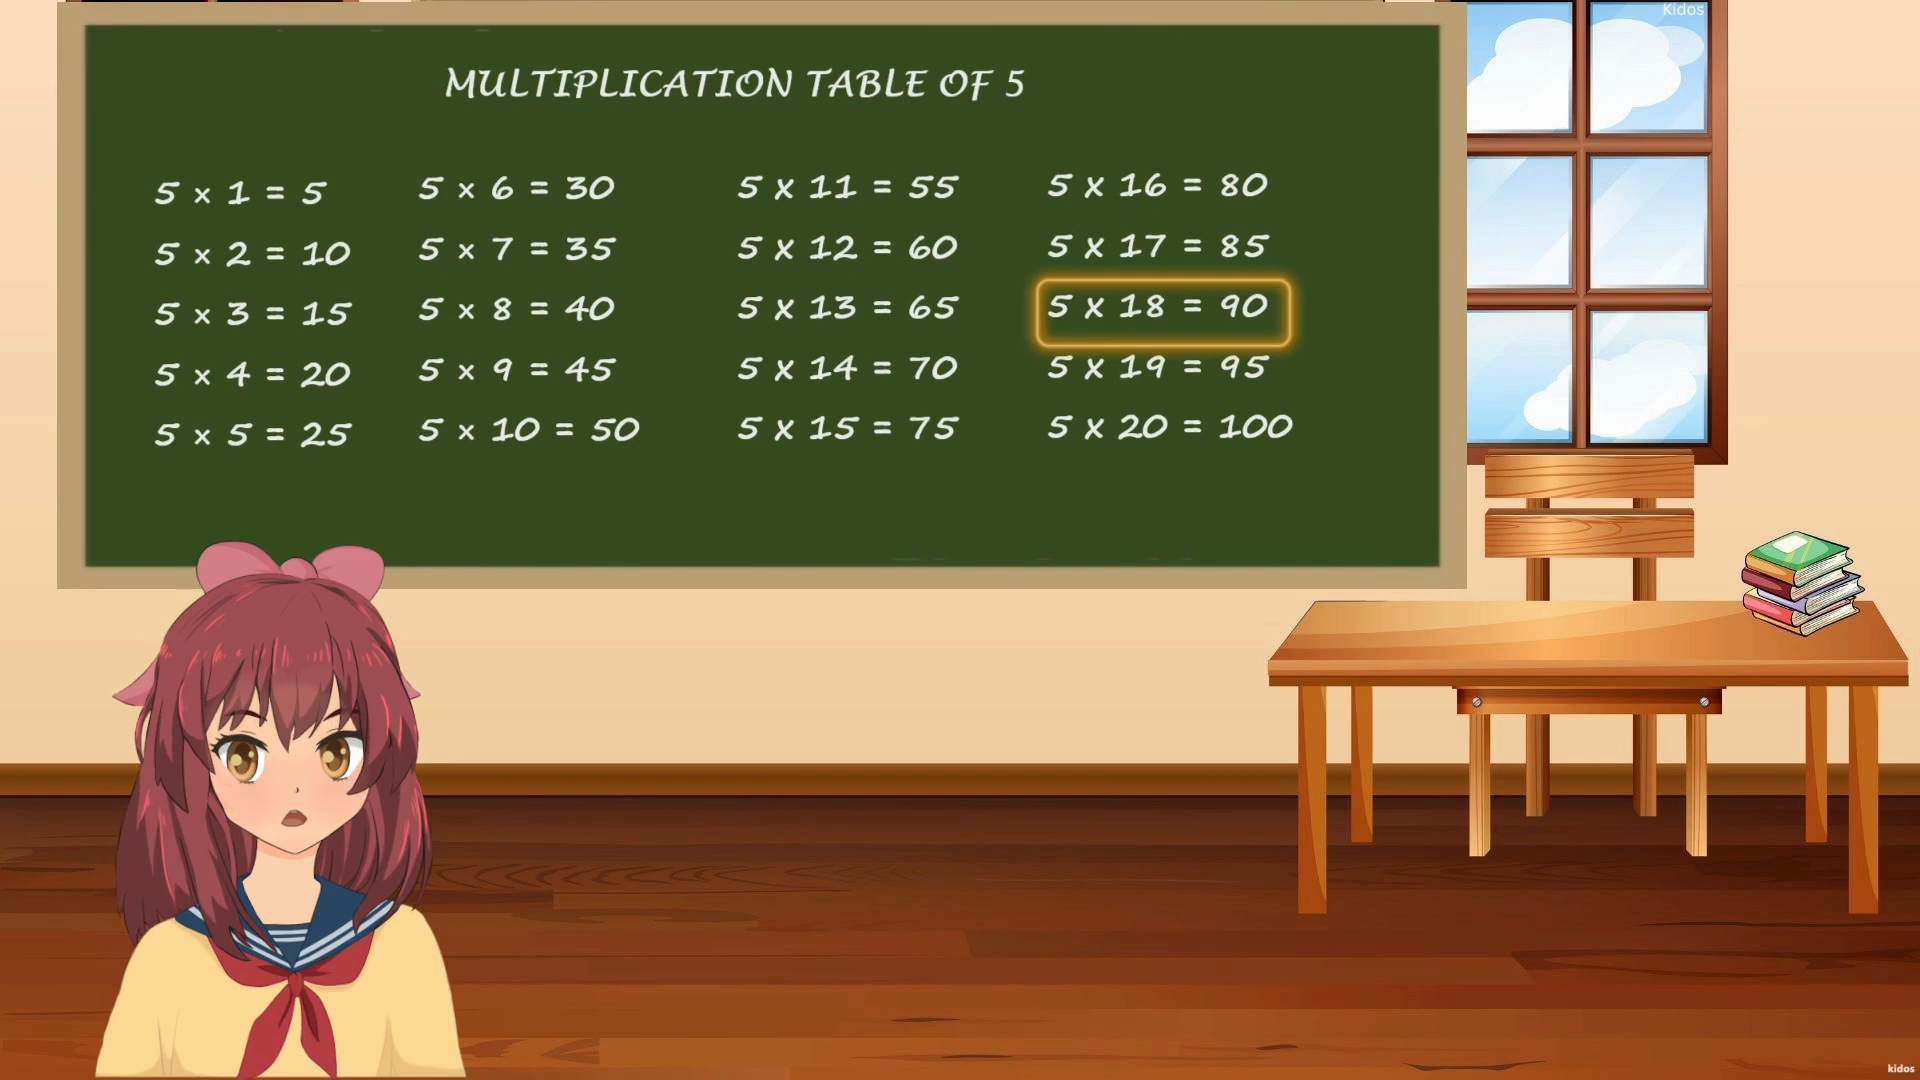 Kidos
MULTIPLICATION TABLE OF 5
5 x 1 = 5
5 x 2 = 10
5 x 3 = 15
5 x 4 = 20
5 x 5 = 25
5 x 6 = 30
5 x 7 = 35
5 x 8 = 40
5 x 9 = 45
5 x 10 = 50
5 x 11 = 55
5 x 12 = 60
5 x 13 = 65
5 x 14 = 70
5 x 15 = 75
5 x 16 = 80
5 x 17 = 85
5 x 18 = 90
5 x 19 = 95
5 x 20 = 100
kidos